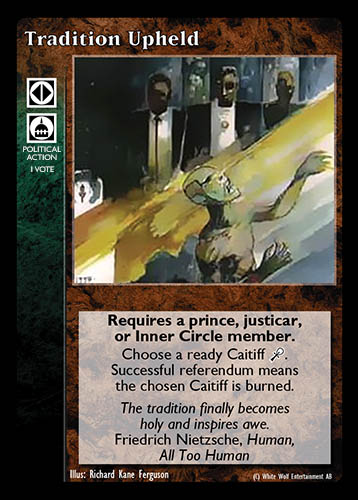 Tradition Upheld
POLITICAL
ACTION
1 VOTE
Requires a prince, justicar,
or Inner Circle member.
Choose a ready Caitiff.
Successful referendum means
the chosen Caitiff is burned.
The tradition finally becomes
holy and inspires awe.
Friedrich Nietzsche, Human,
All Too Human
Illus: Richard Kane Ferguson
(C) White Wolf Entertainment AB